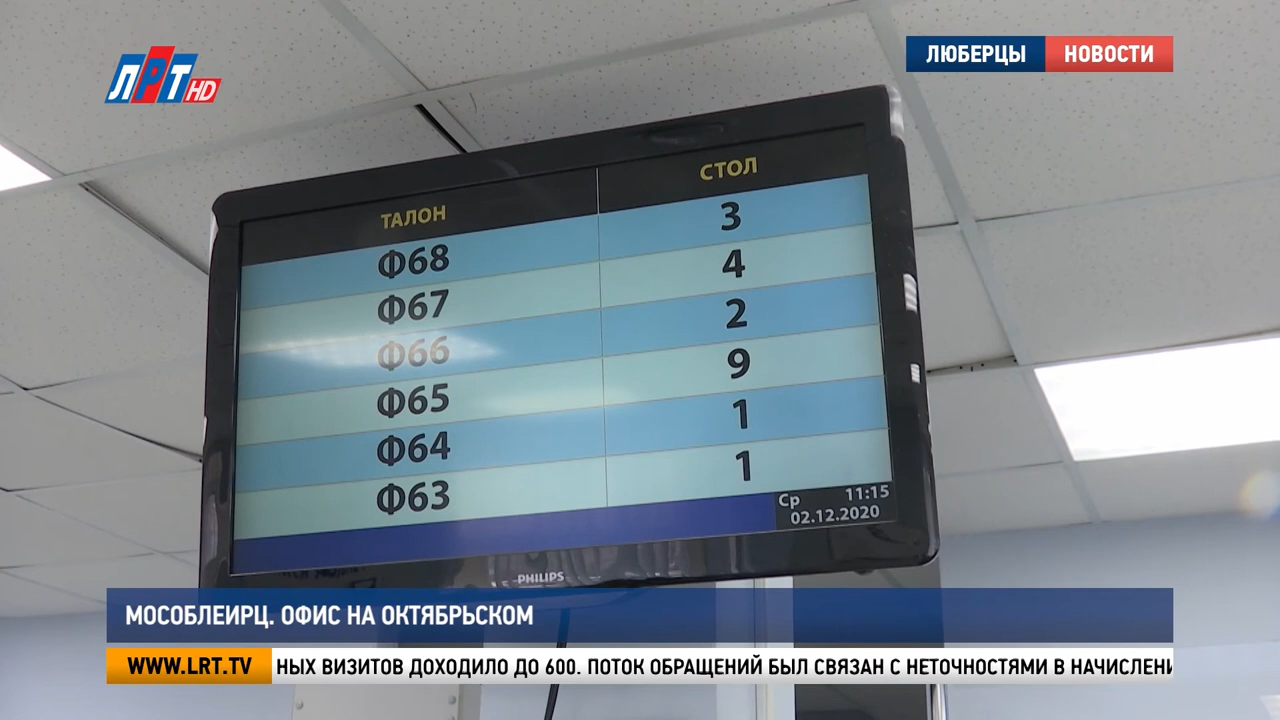 ЛРТ HD
ЛЮБЕРЦЫ НОВОСТИ
ТАЛОН СТОЛ
Ф68 3
Ф67 4
Ф66 2
Ф65 9
Ф64 1
Ф63 1
Ср 11:15
02.12.2020
PHILIPS
МОСОБЛЕИРЦ. ОФИС НА ОКТЯБРЬСКОМ
WWW.LRT.TV НЫХ ВИЗИТОВ ДОХОДИЛО ДО 600. ПОТОК ОБРАЩЕНИЙ БЫЛ СВЯЗАН С НЕТОЧНОСТЯМИ В НАЧИСЛЕНИ